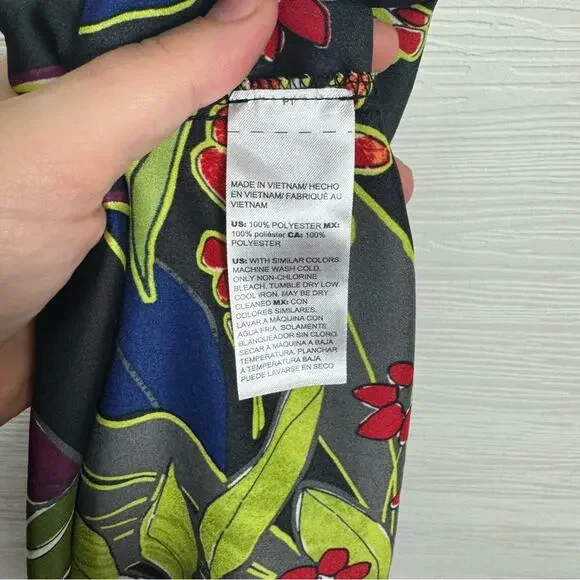 MADE IN VIETNAM/ HECHO
EN VIETNAM/ FABRIQUÉ AU
VIETNAM
US: 100% POLYESTER MX:
100% poliéster CA: 100%
POLYESTER
US: WITH SIMILAR COLORS
MACHINE WASH COLD,
ONLY NON-CHLORINE
BLEACH, TUMBLE DRY LOW,
COOL IRON, MAY BE DRY
CLEANED MX: CON
COLORES SIMILARES,
LAVAR A MÁQUINA CON
AGUA FRÍA, SOLAMENTE
BLANQUEADOR SIN CLORO,
SECAR A MÁQUINA A BAJA
TEMPERATURA, PLANCHAR
A TEMPERATURA BAJA
PUEDE LAVARSE EN SECO